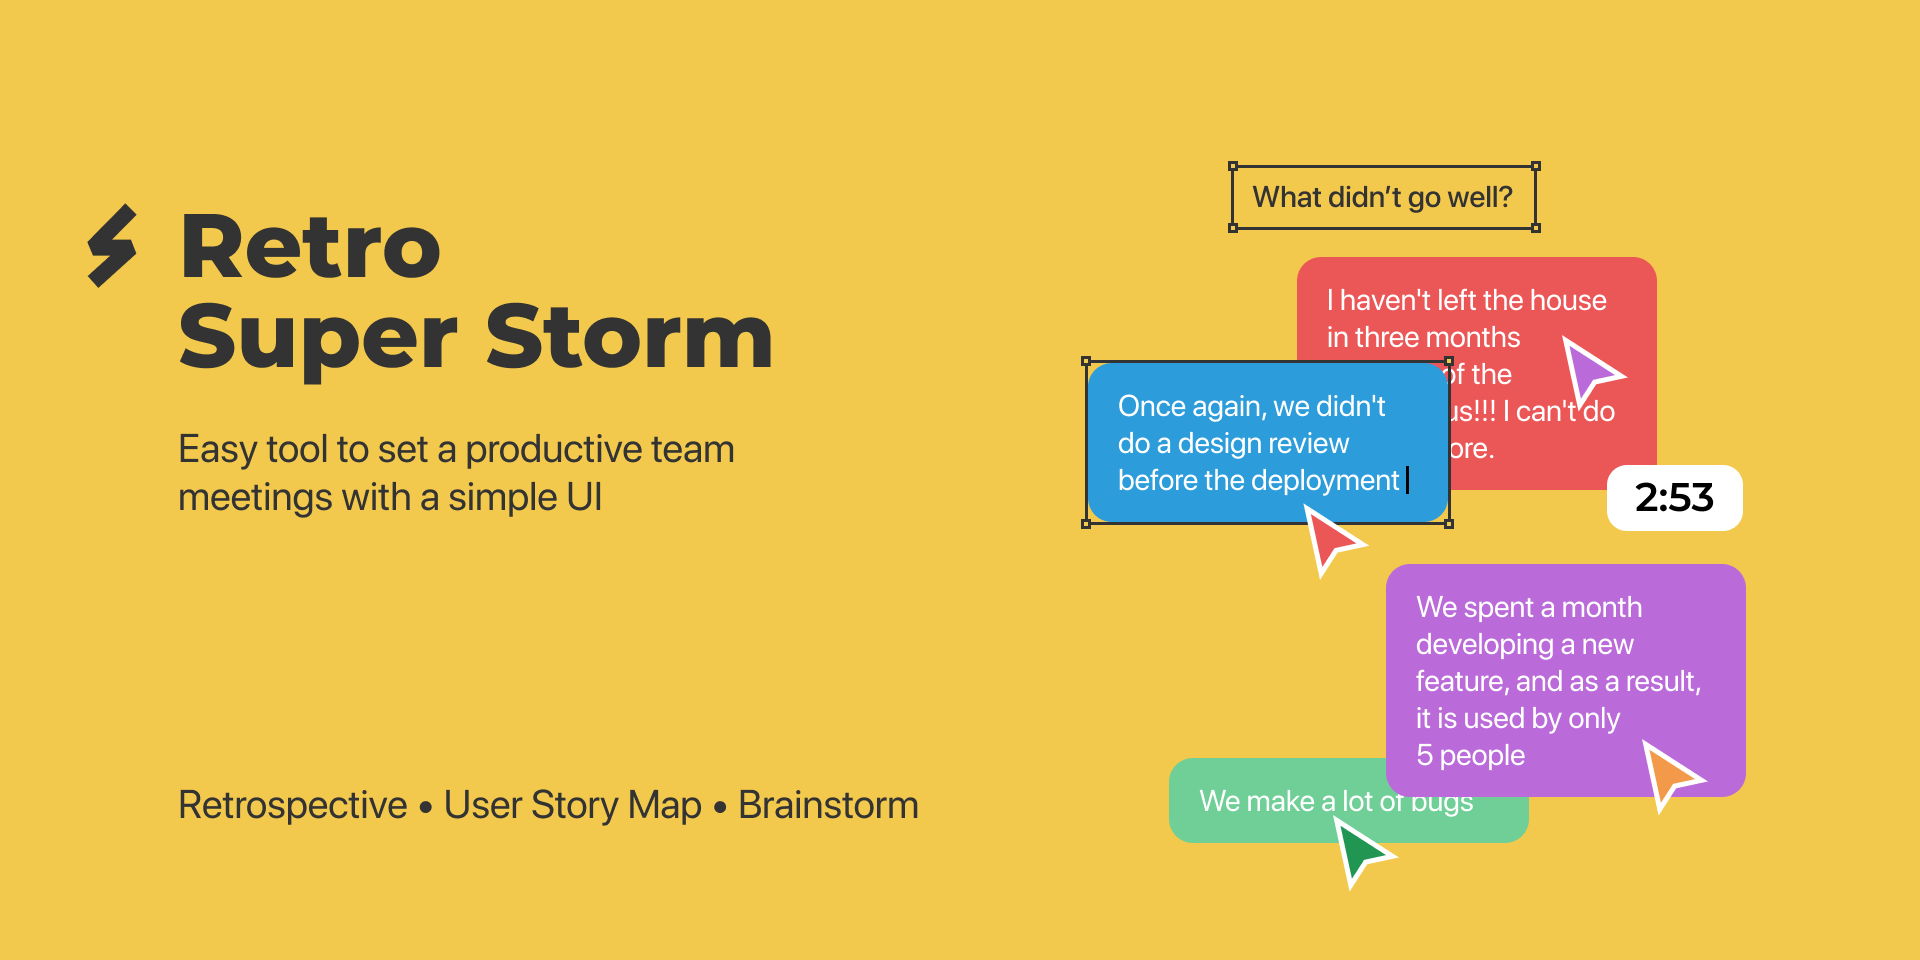 Retro
Super Storm
Easy tool to set a productive team
meetings with a simple UI
Retrospective • User Story Map • Brainstorm
What didn’t go well?
I haven't left the house
in three months
of the
us!!! I can't do
ore.
Once again, we didn't
do a design review
before the deployment
2:53
We spent a month
developing a new
feature, and as a result,
it is used by only
5 people
We make a lot of bugs